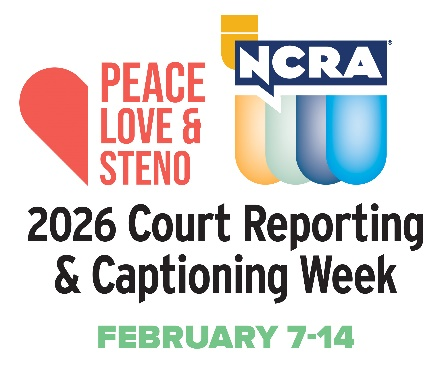 PEACE
LOVE &
STENO
NCRA®
2026 Court Reporting
& Captioning Week
FEBRUARY 7-14